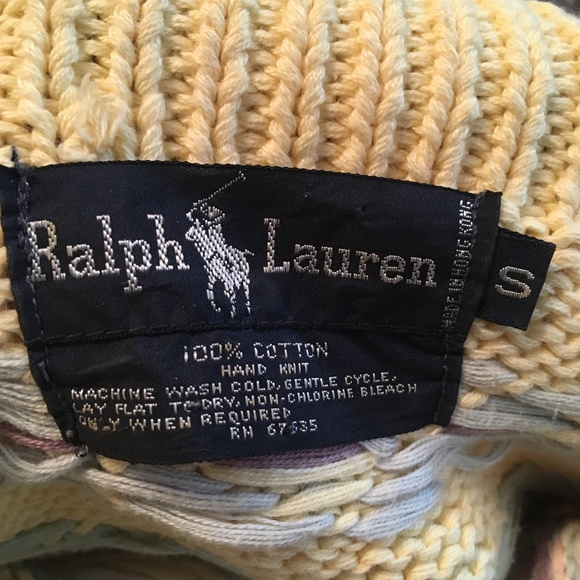 Ralph Lauren
MADE IN HONG KONG
S
100% COTTON
HAND KNIT
MACHINE WASH COLD, GENTLE CYCLE,
LAY FLAT TO DRY, NON-CHLORINE BLEACH
ONLY WHEN REQUIRED
RN 67635